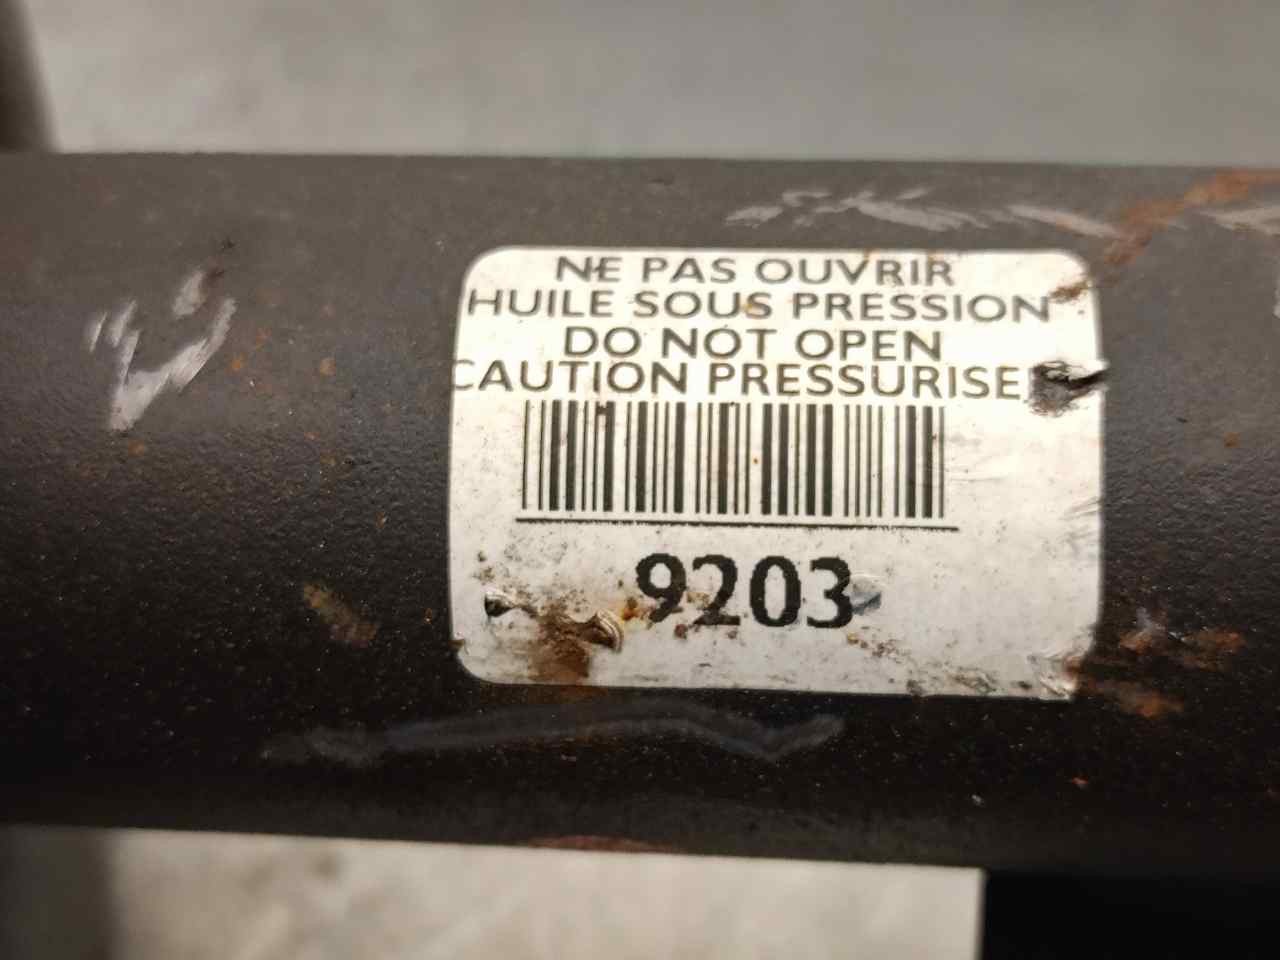 NE PAS OUVRIR
HUILE SOUS PRESSION
DO NOT OPEN
CAUTION PRESSURISE
9203